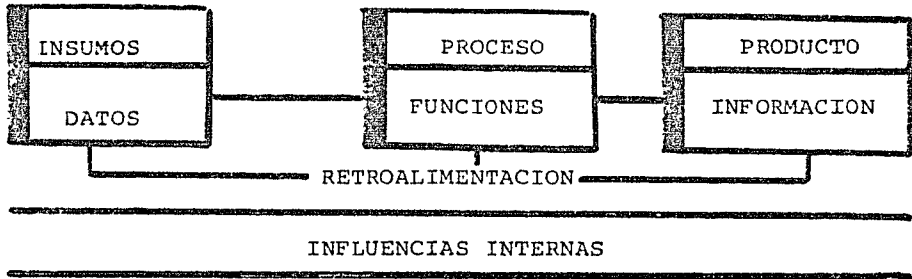 INSUMOS
DATOS
PROCESO
FUNCIONES
PRODUCTO
INFORMACION
RETROALIMENTACION
INFLUENCIAS INTERNAS